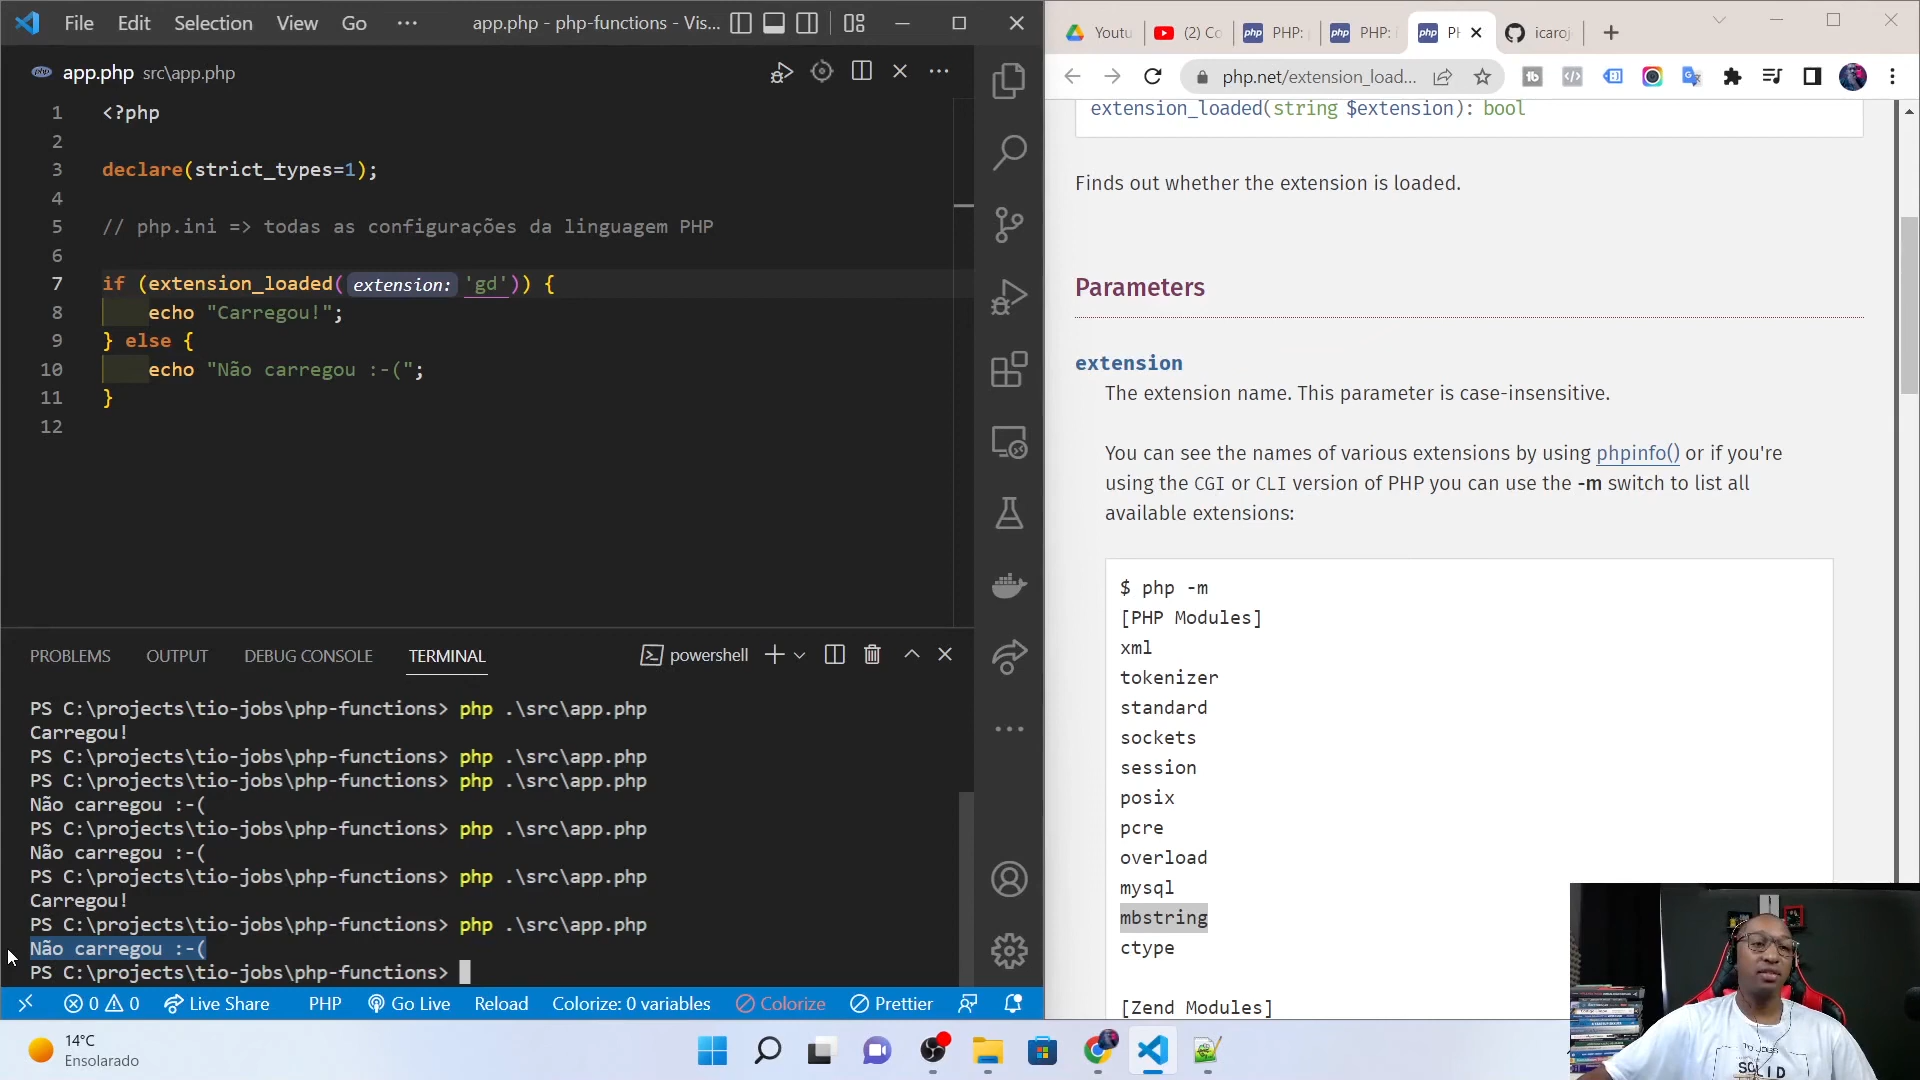 File Edit Selection View Go ··· app.php - php-functions - Vis...
app.php src\app.php
1 <?php
2
3 declare(strict_types=1);
4
5 // php.ini => todas as configurações da linguagem PHP
6
7 if (extension_loaded(extension: 'gd')) {
8 echo "Carregou!";
9 } else {
10 echo "Não carregou :-(";
11 }
12
PROBLEMS OUTPUT DEBUG CONSOLE TERMINAL powershell
PS C:\projects\tio-jobs\php-functions> php .\src\app.php
Carregou!
PS C:\projects\tio-jobs\php-functions> php .\src\app.php
PS C:\projects\tio-jobs\php-functions> php .\src\app.php
Não carregou :-(
PS C:\projects\tio-jobs\php-functions> php .\src\app.php
Não carregou :-(
PS C:\projects\tio-jobs\php-functions> php .\src\app.php
Carregou!
PS C:\projects\tio-jobs\php-functions> php .\src\app.php
Não carregou :-(
PS C:\projects\tio-jobs\php-functions>
0 0 Live Share PHP Go Live Reload Colorize: 0 variables Colorize Prettier
Youtu (2) Co PHP: PHP: PH icaroj
php.net/extension_load...
extension_loaded(string $extension): bool
Finds out whether the extension is loaded.
Parameters
extension
The extension name. This parameter is case-insensitive.
You can see the names of various extensions by using phpinfo() or if you're
using the CGI or CLI version of PHP you can use the -m switch to list all
available extensions:
$ php -m
[PHP Modules]
xml
tokenizer
standard
sockets
session
posix
pcre
overload
mysql
mbstring
ctype
[Zend Modules]
SOLID
14°C
Ensolarado